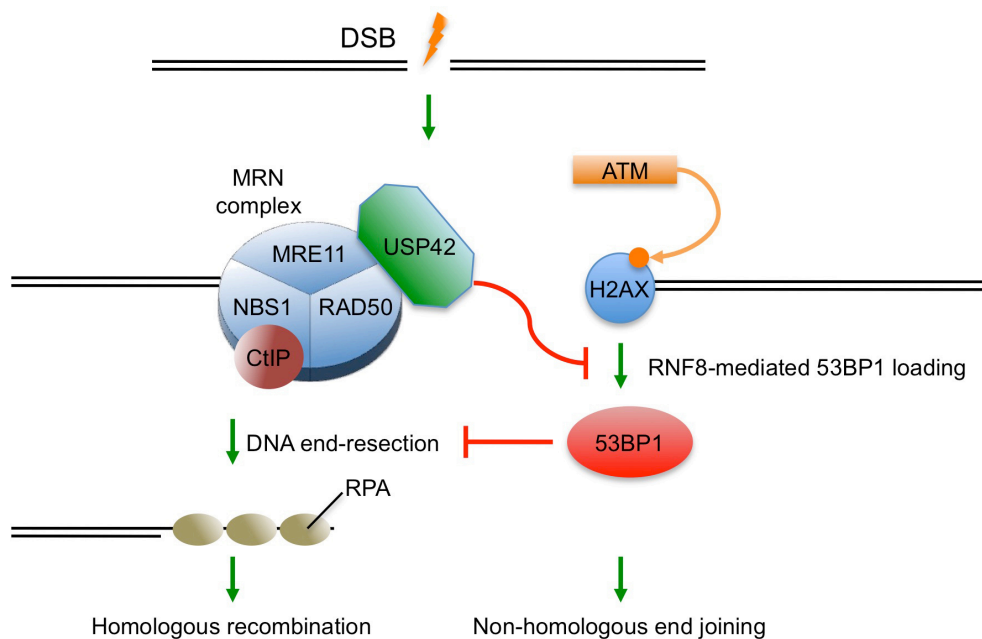 DSB
MRN
complex
MRE11
USP42
NBS1
RAD50
CtIP
ATM
H2AX
RNF8-mediated 53BP1 loading
DNA end-resection
53BP1
RPA
Homologous recombination
Non-homologous end joining